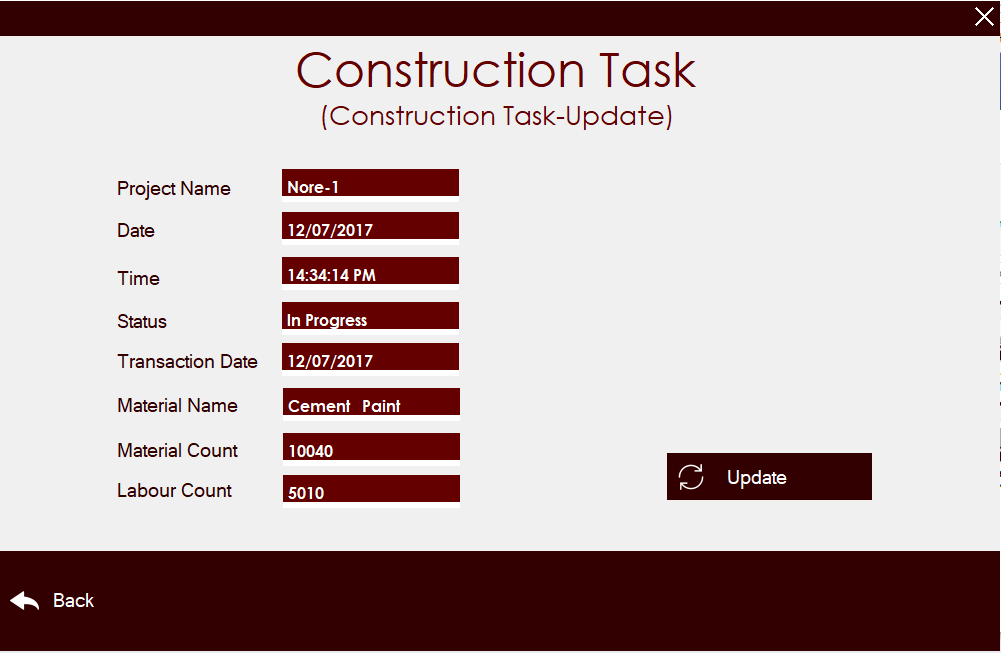 Construction Task
(Construction Task-Update)
Project Name Nore-1
Date 12/07/2017
Time 14:34:14 PM
Status In Progress
Transaction Date 12/07/2017
Material Name Cement Paint
Material Count 10040
Labour Count 5010
Update
Back